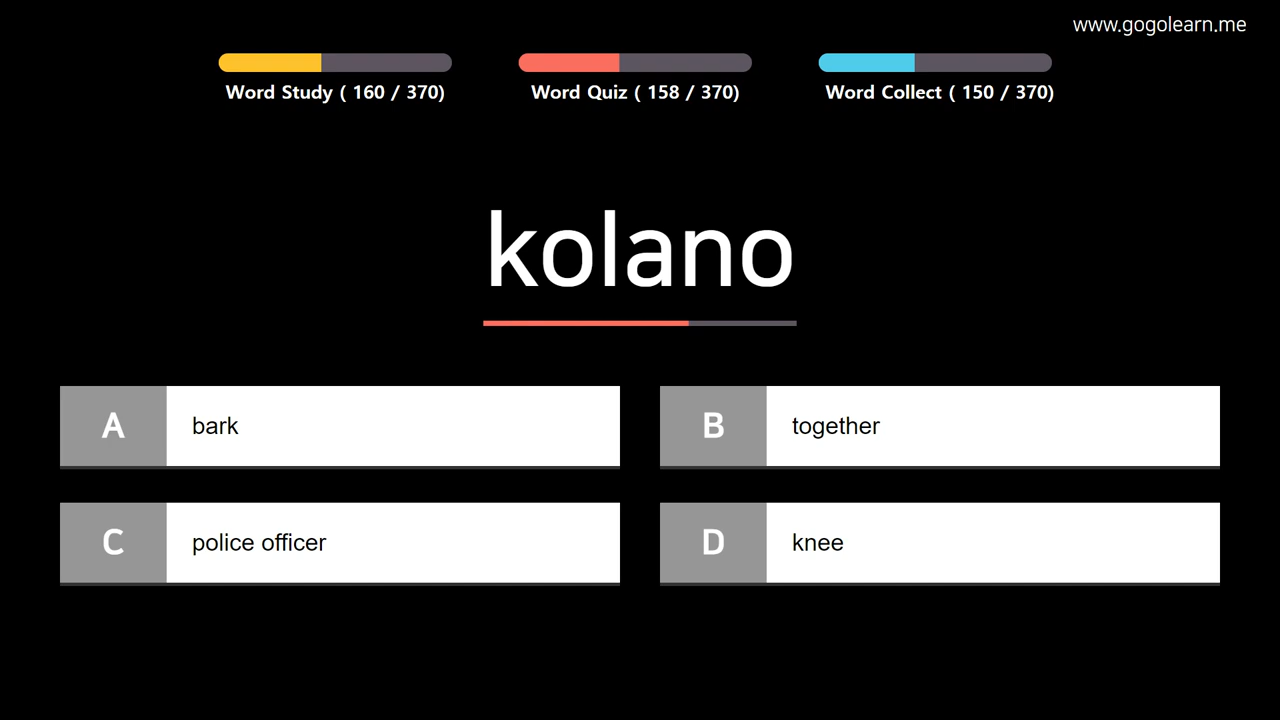 www.gogolearn.me
Word Study ( 160 / 370)
Word Quiz ( 158 / 370)
Word Collect ( 150 / 370)
kolano
A bark
B together
C police officer
D knee